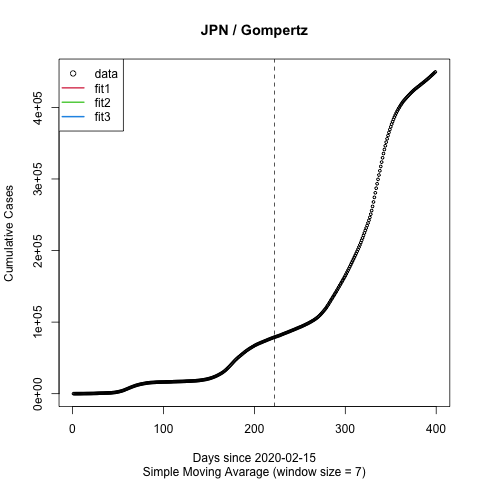 JPN / Gompertz
data
fit1
fit2
fit3
Cumulative Cases
0e+00
1e+05
2e+05
3e+05
4e+05
0
100
200
300
400
Days since 2020-02-15
Simple Moving Avarage (window size = 7)